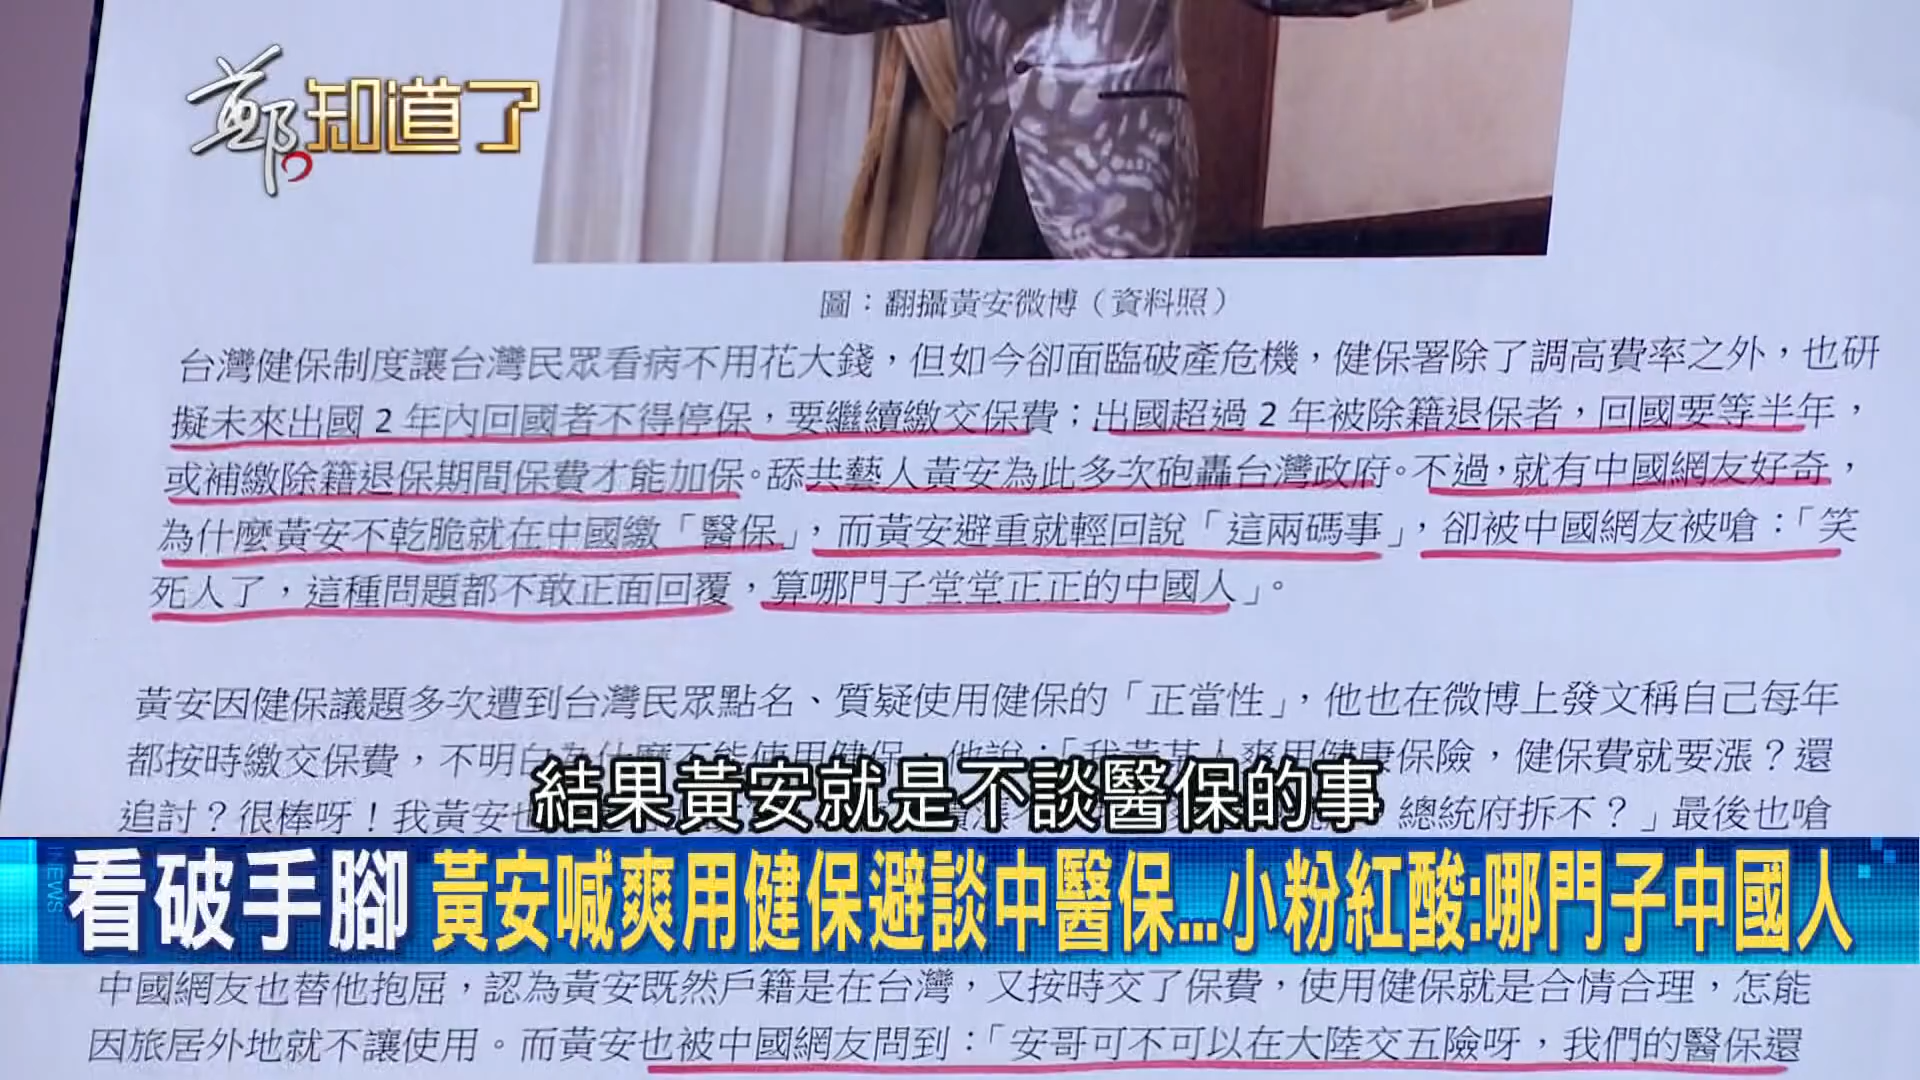 鄭知道了
圖：翻攝黃安微博（資料照）
台灣健保制度讓台灣民眾看病不用花大錢，但如今卻面臨破產危機，健保署除了調高費率之外，也研
擬未來出國 2 年內回國者不得停保，要繼續繳交保費；出國超過 2 年被除籍退保者，回國要等半年，
或補繳除籍退保期間保費才能加保。舔共藝人黃安為此多次砲轟台灣政府。不過，就有中國網友好奇，
為什麼黃安不乾脆就在中國繳「醫保」，而黃安避重就輕回說「這兩碼事」，卻被中國網友被嗆：「笑
死人了，這種問題都不敢正面回覆，算哪門子堂堂正正的中國人」。
黃安因健保議題多次遭到台灣民眾點名、質疑使用健保的「正當性」，他也在微博上發文稱自己每年
都按時繳交保費，不明白為什麼不能使用健保，他說：「我黃某人爽用健康保險，健保費就要漲？還
追討？很棒呀！我黃安也
總統府拆不？」最後也嗆
結果黃安就是不談醫保的事
INEWS
看破手腳 黃安喊爽用健保避談中醫保...小粉紅酸:哪門子中國人
中國網友也替他抱屈，認為黃安既然戶籍是在台灣，又按時交了保費，使用健保就是合情合理，怎能
因旅居外地就不讓使用。而黃安也被中國網友問到：「安哥可不可以在大陸交五險呀，我們的醫保還